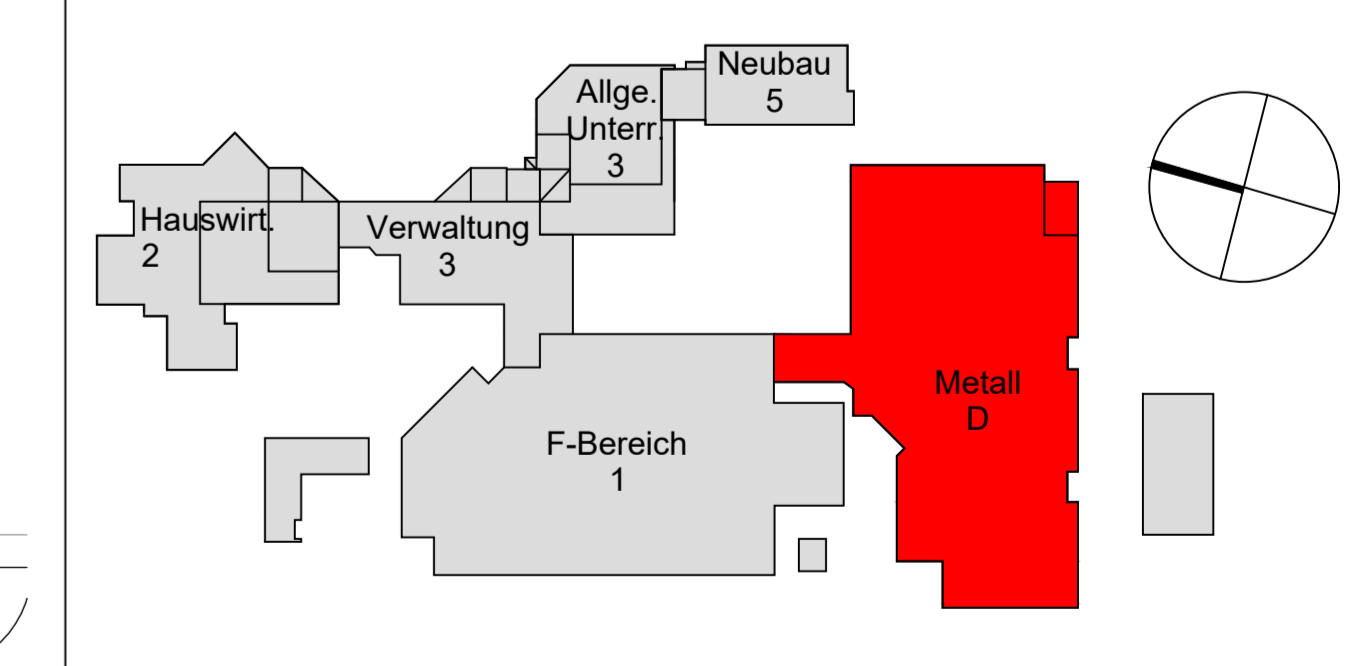 Neubau
5
Allge.
Unterr.
3
Hauswirt.
2
Verwaltung
3
Metall
D
F-Bereich
1